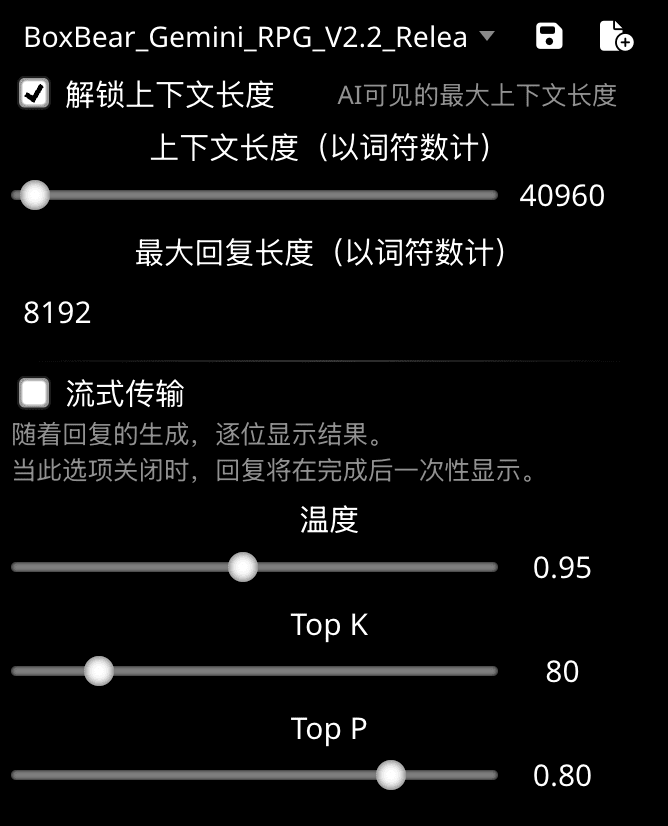 BoxBear_Gemini_RPG_V2.2_Relea
解锁上下文长度 AI可见的最大上下文长度
上下文长度（以词符数计）
40960
最大回复长度（以词符数计）
8192
流式传输
随着回复的生成，逐位显示结果。
当此选项关闭时，回复将在完成后一次性显示。
温度
0.95
Top K
80
Top P
0.80